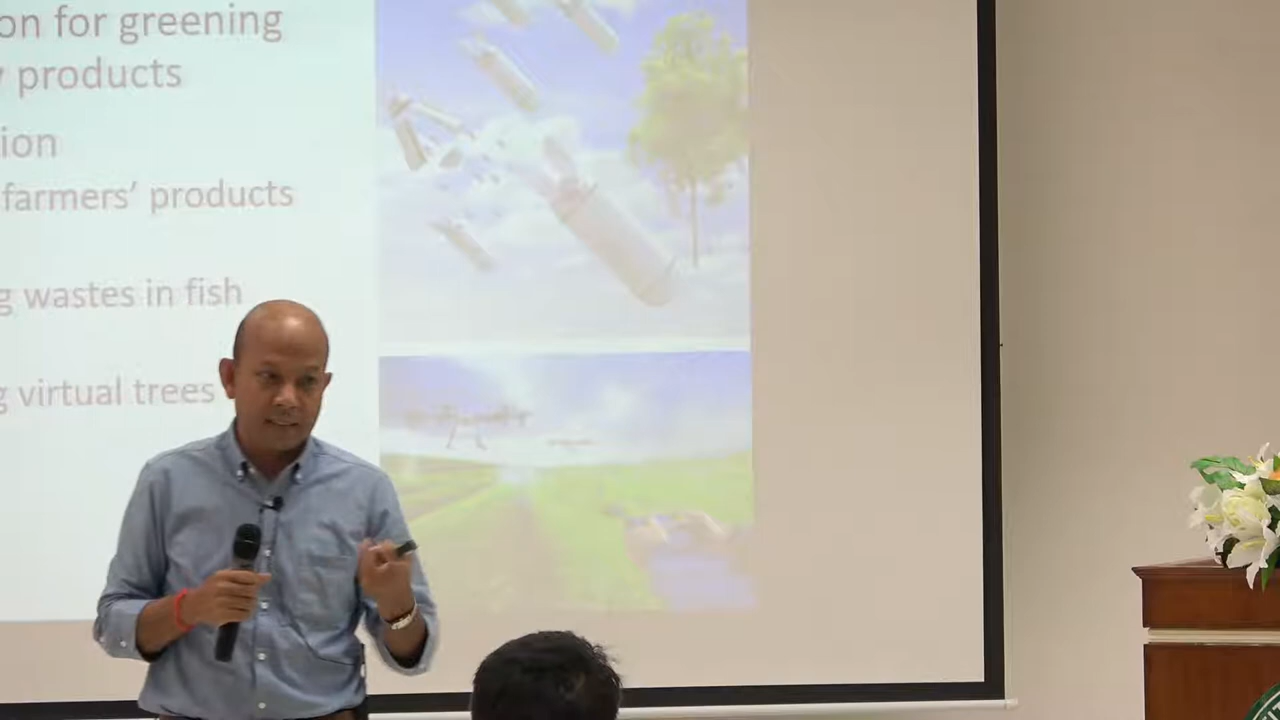 on for greening
products
ion
farmers’ products
g wastes in fish
g virtual trees